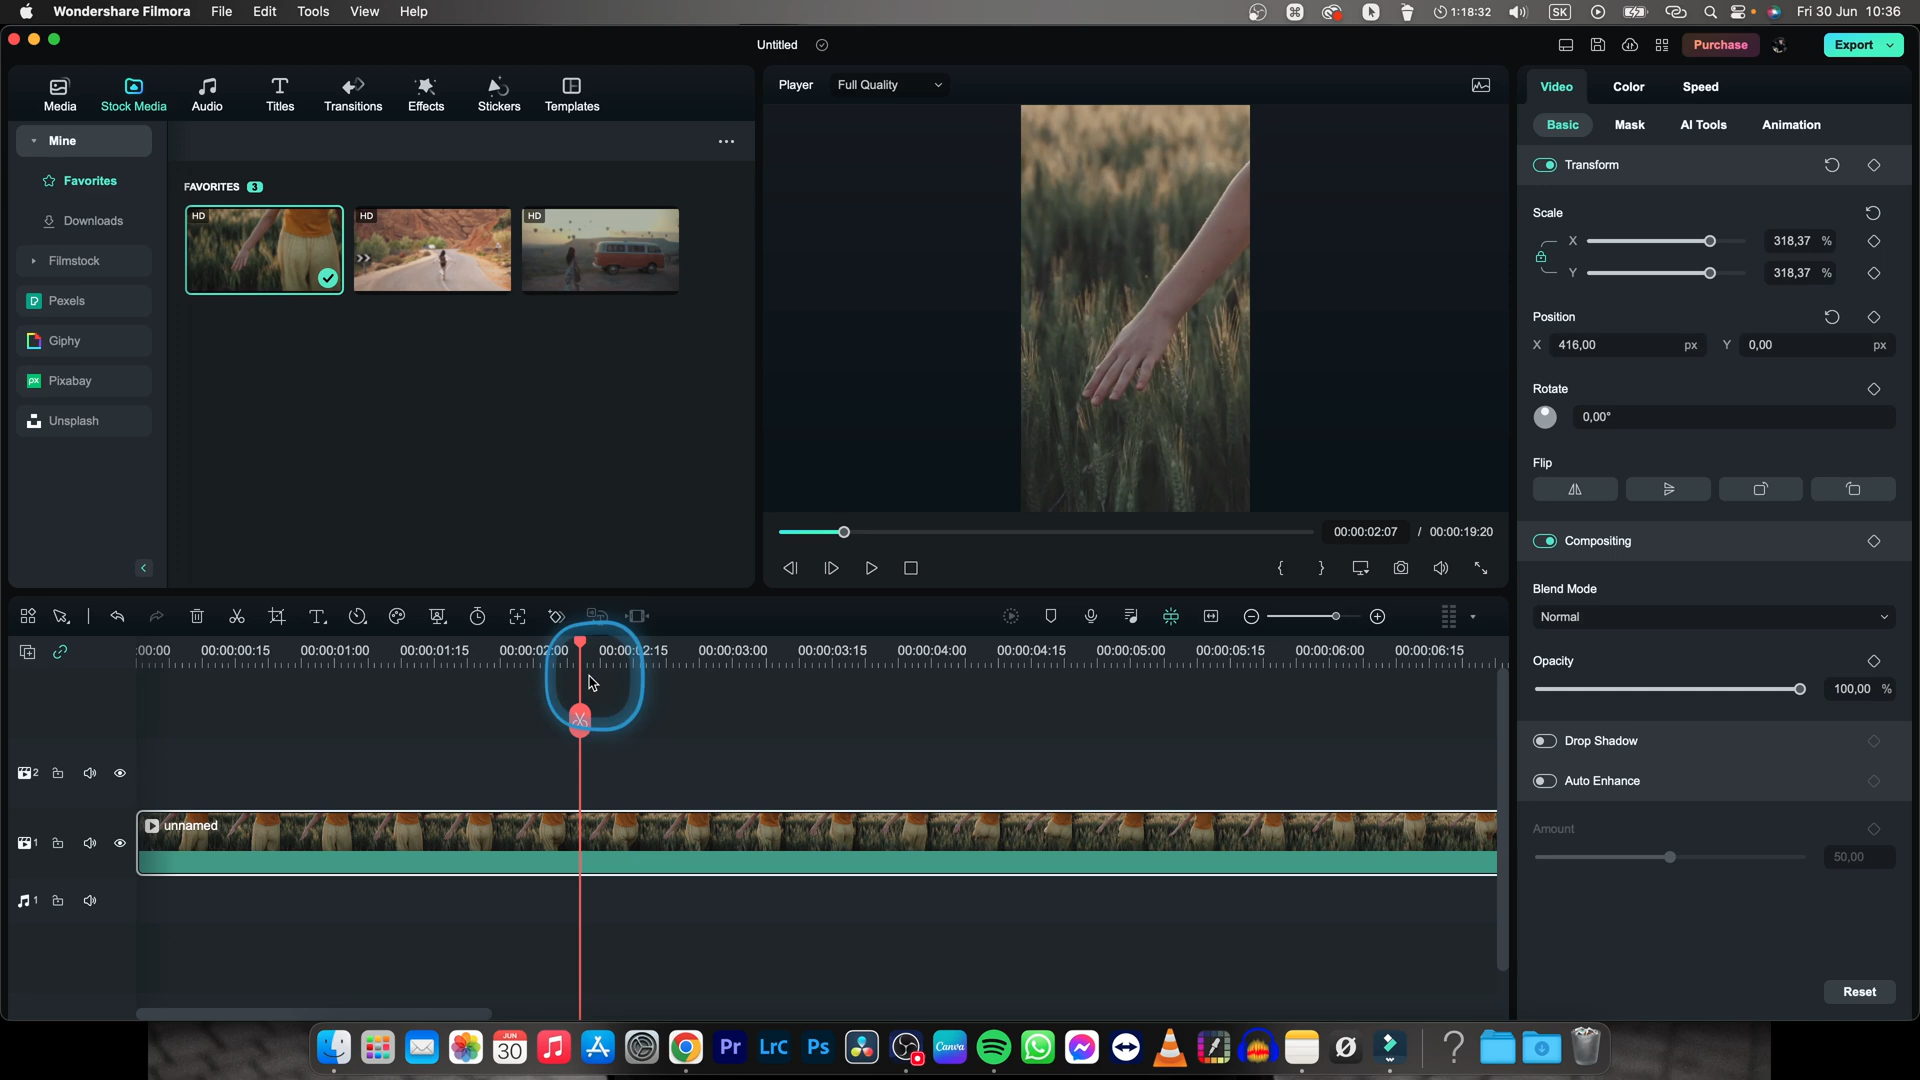 Wondershare Filmora File Edit Tools View Help 1:18:32 SK Fri 30 Jun 10:36
Untitled Purchase Export
Media Stock Media Audio Titles Transitions Effects Stickers Templates
Mine
Favorites
Downloads
Filmstock
Pexels
Giphy
Pixabay
Unsplash
FAVORITES 3
HD HD HD
Player Full Quality
00:00:02:07 / 00:00:19:20
Video Color Speed
Basic Mask AI Tools Animation
Transform
Scale
X 318,37 %
Y 318,37 %
Position
X 416,00 px Y 0,00 px
Rotate
0,00°
Flip
Compositing
Blend Mode
Normal
Opacity
100,00 %
Drop Shadow
Auto Enhance
Amount
50,00
Reset
:00:00 00:00:00:15 00:00:01:00 00:00:01:15 00:00:02:00 00:00:02:15 00:00:03:00 00:00:03:15 00:00:04:00 00:00:04:15 00:00:05:00 00:00:05:15 00:00:06:00 00:00:06:15
2
unnamed
1
1
JUN 30 Pr LrC Ps Canva